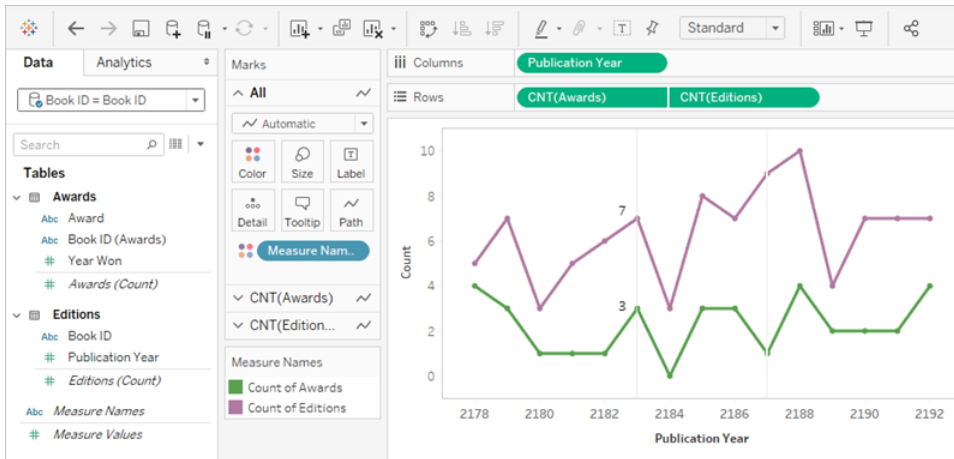 Standard
Data
Analytics
Book ID = Book ID
Search
Tables
Awards
Abc Award
Abc Book ID (Awards)
# Year Won
# Awards (Count)
Editions
Abc Book ID
# Publication Year
# Editions (Count)
Abc Measure Names
# Measure Values
Marks
All
Automatic
Color Size Label
Detail Tooltip Path
Measure Nam..
CNT(Awards)
CNT(Edition...
Measure Names
Count of Awards
Count of Editions
Columns
Publication Year
Rows
CNT(Awards)
CNT(Editions)
10
8
6
4
2
0
Count
7
3
2178 2180 2182 2184 2186 2188 2190 2192
Publication Year